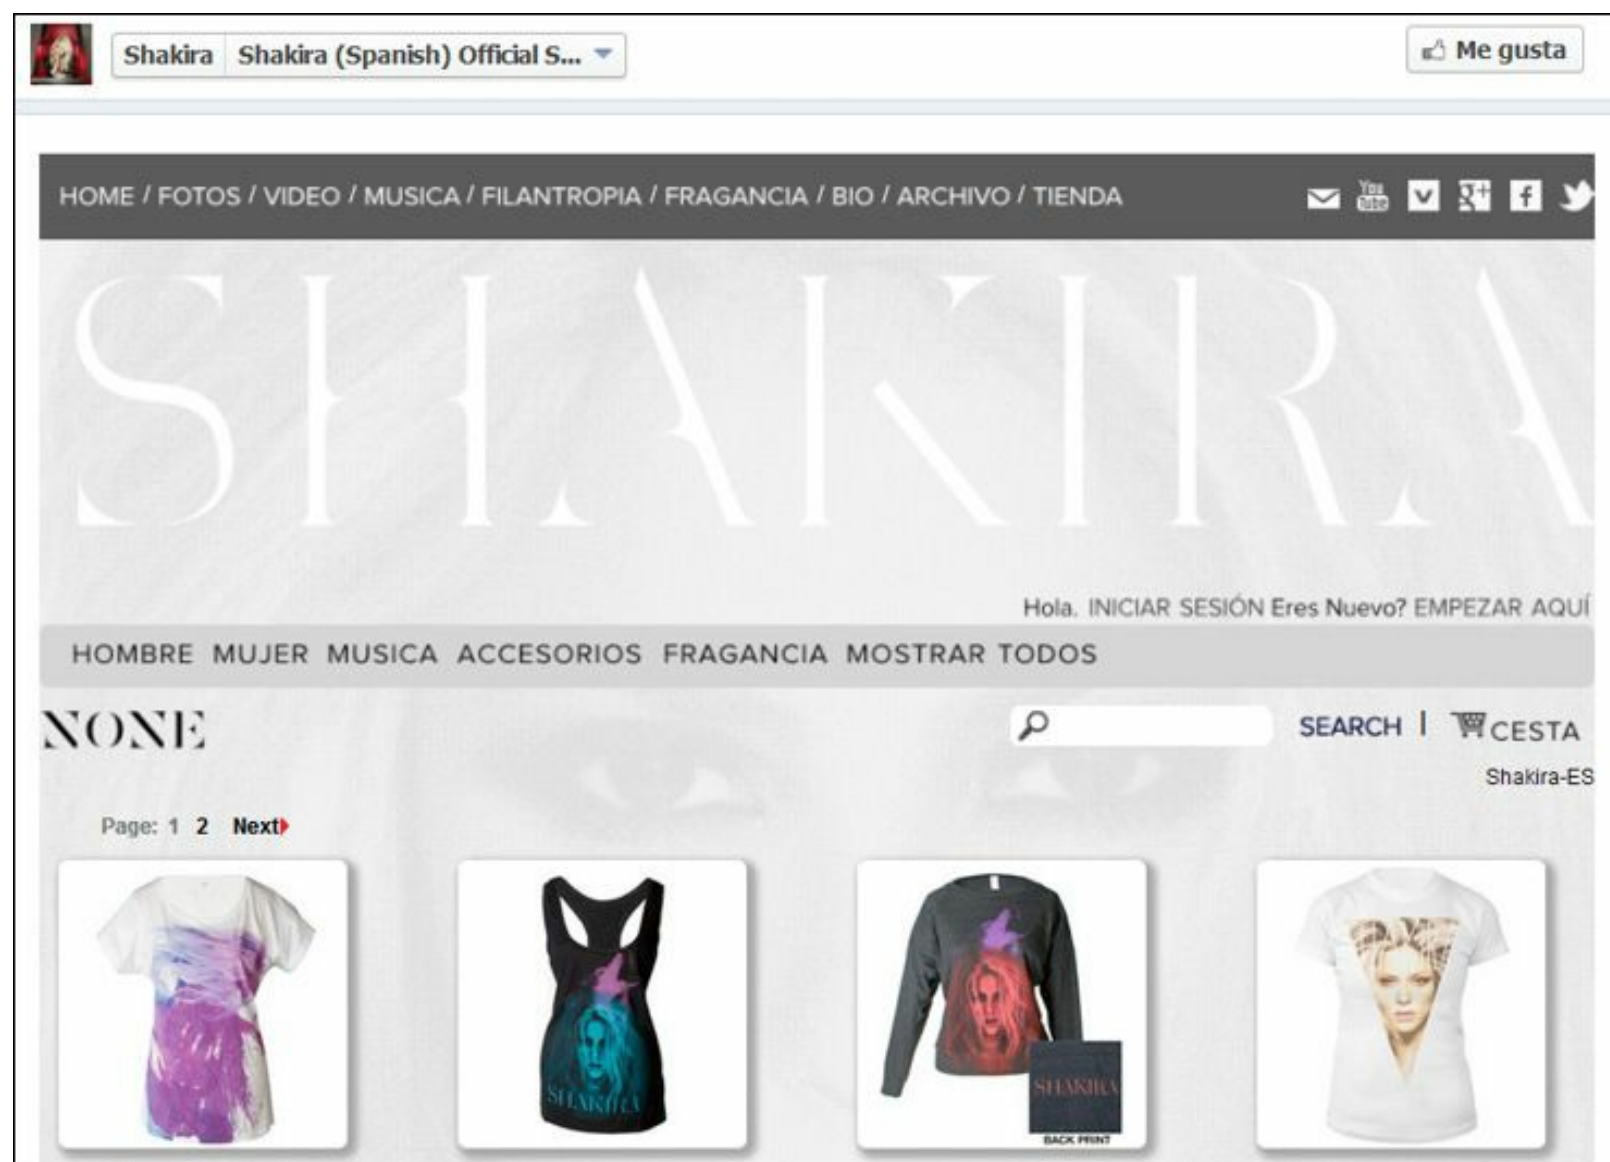 Shakira Shakira (Spanish) Official S... Me gusta
HOME / FOTOS / VIDEO / MUSICA / FILANTROPIA / FRAGANCIA / BIO / ARCHIVO / TIENDA You Tube v g+ f
SHAKIRA
Hola. INICIAR SESIÓN Eres Nuevo? EMPEZAR AQUÍ
HOMBRE MUJER MUSICA ACCESORIOS FRAGANCIA MOSTRAR TODOS
NONE SEARCH | CESTA
Shakira-ES
Page: 1 2 Next
SHAKIRA
SHAKIRA
BACK PRINT